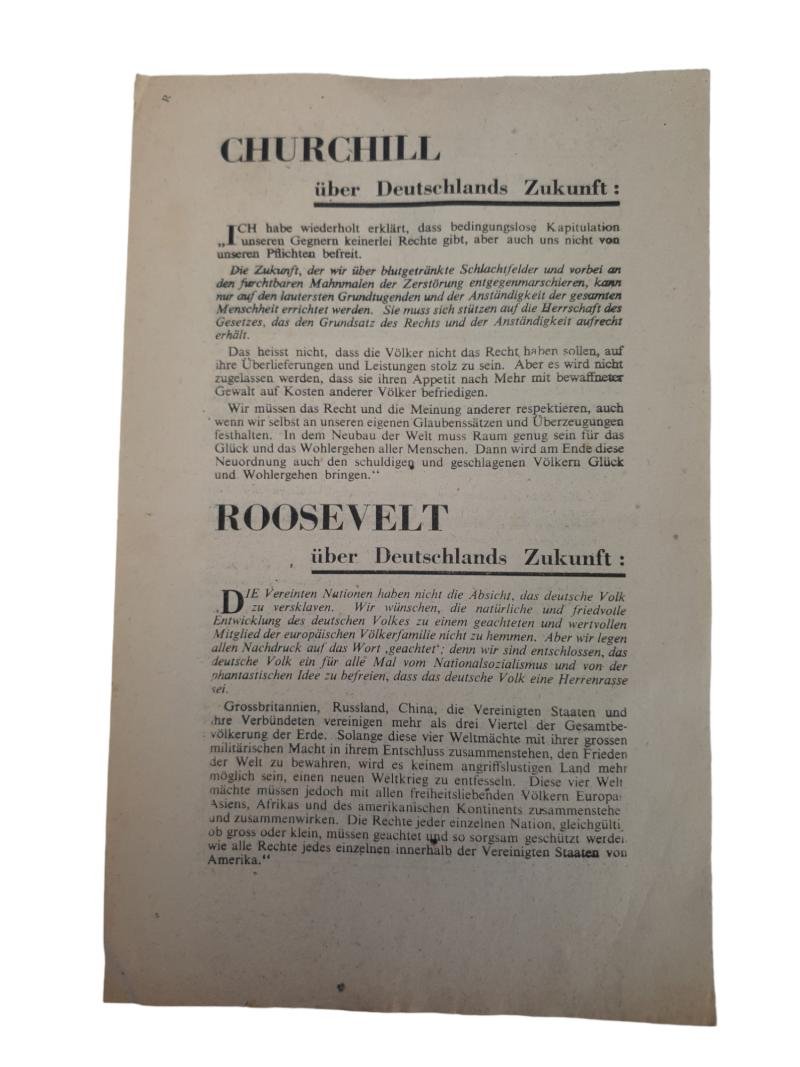 R
CHURCHILL
über Deutschlands Zukunft :
„ICH habe wiederholt erklärt, dass bedingungslose Kapitulation
unseren Gegnern keinerlei Rechte gibt, aber auch uns nicht von
unseren Pflichten befreit.
Die Zukunft, der wir über blutgetränkte Schlachtfelder und vorbei an
den furchtbaren Mahnmalen der Zerstörung entgegenmarschieren, kann
nur auf den lautersten Grundtugenden und der Anständigkeit der gesamten
Menschheit errichtet werden. Sie muss sich stützen auf die Herrschaft des
Gesetzes, das den Grundsatz des Rechts und der Anständigkeit aufrecht
erhält.
Das heisst nicht, dass die Völker nicht das Recht haben sollen, auf
ihre Überlieferungen und Leistungen stolz zu sein. Aber es wird nicht
zugelassen werden, dass sie ihren Appetit nach Mehr mit bewaffneter
Gewalt auf Kosten anderer Völker befriedigen.
Wir müssen das Recht und die Meinung anderer respektieren, auch
wenn wir selbst an unseren eigenen Glaubenssätzen und Überzeugungen
festhalten. In dem Neubau der Welt muss Raum genug sein für das
Glück und das Wohlergehen aller Menschen. Dann wird am Ende diese
Neuordnung auch den schuldigen und geschlagenen Völkern Glück
und Wohlergehen bringen.“
ROOSEVELT
über Deutschlands Zukunft :
DIE Vereinten Nationen haben nicht die Absicht, das deutsche Volk
zu versklaven. Wir wünschen, die natürliche und friedvolle
Entwicklung des deutschen Volkes zu einem geachteten und wertvollen
Mitglied der europäischen Völkerfamilie nicht zu hemmen. Aber wir legen
allen Nachdruck auf das Wort ‚geachtet‘; denn wir sind entschlossen, das
deutsche Volk ein für alle Mal vom Nationalsozialismus und von der
phantastischen Idee zu befreien, dass das deutsche Volk eine Herrenrasse
sei.
Grossbritannien, Russland, China, die Vereinigten Staaten und
ihre Verbündeten vereinigen mehr als drei Viertel der Gesamtbe-
völkerung der Erde. Solange diese vier Weltmächte mit ihrer grossen
militärischen Macht in ihrem Entschluss zusammenstehen, den Frieden
der Welt zu bewahren, wird es keinem angriffslustigen Land mehr
möglich sein, einen neuen Weltkrieg zu entfesseln. Diese vier Welt
mächte müssen jedoch mit allen freiheitsliebenden Völkern Europa
Asiens, Afrikas und des amerikanischen Kontinents zusammenstehe
und zusammenwirken. Die Rechte jeder einzelnen Nation, gleichgülti
ob gross oder klein, müssen geachtet und so sorgsam geschützt werde
wie alle Rechte jedes einzelnen innerhalb der Vereinigten Staaten von
Amerika.“